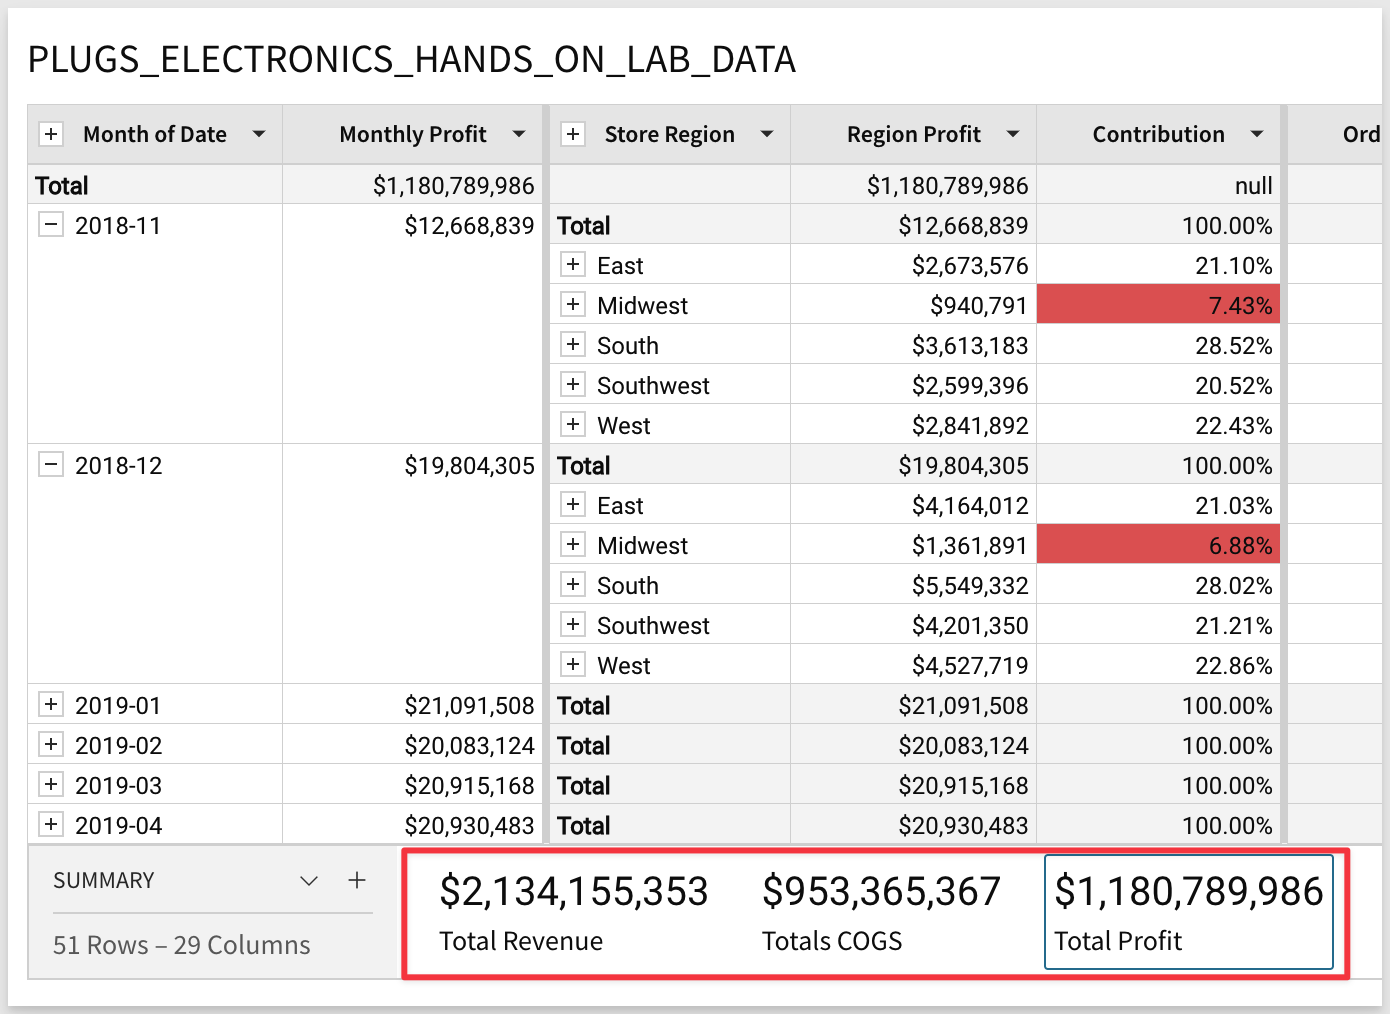 PLUGS_ELECTRONICS_HANDS_ON_LAB_DATA
Month of Date Monthly Profit Store Region Region Profit Contribution Ord
Total $1,180,789,986 $1,180,789,986 null
2018-11 $12,668,839 Total $12,668,839 100.00%
East $2,673,576 21.10%
Midwest $940,791 7.43%
South $3,613,183 28.52%
Southwest $2,599,396 20.52%
West $2,841,892 22.43%
2018-12 $19,804,305 Total $19,804,305 100.00%
East $4,164,012 21.03%
Midwest $1,361,891 6.88%
South $5,549,332 28.02%
Southwest $4,201,350 21.21%
West $4,527,719 22.86%
2019-01 $21,091,508 Total $21,091,508 100.00%
2019-02 $20,083,124 Total $20,083,124 100.00%
2019-03 $20,915,168 Total $20,915,168 100.00%
2019-04 $20,930,483 Total $20,930,483 100.00%
SUMMARY $2,134,155,353 $953,365,367 $1,180,789,986
51 Rows – 29 Columns Total Revenue Totals COGS Total Profit